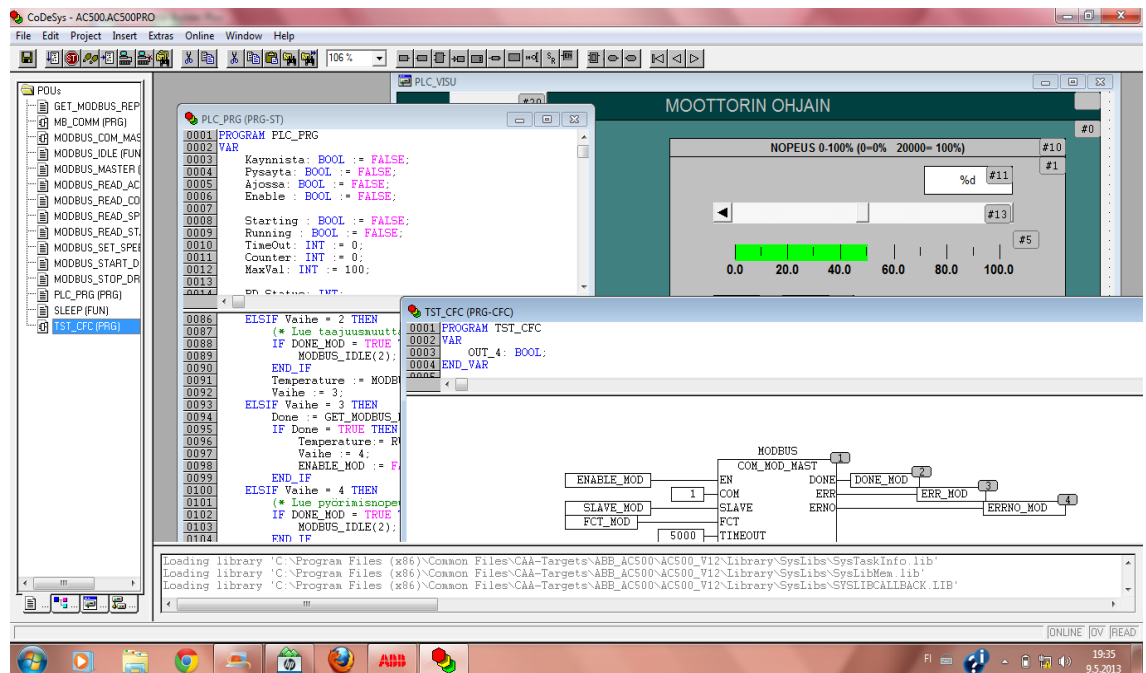 CoDeSys - AC500.AC500PRO
File Edit Project Insert Extras Online Window Help
106 %
POUs
GET_MODBUS_REP
MB_COMM (PRG)
MODBUS_COM_MAS
MODBUS_IDLE (FUN
MODBUS_MASTER (
MODBUS_READ_AC
MODBUS_READ_CO
MODBUS_READ_SP
MODBUS_READ_ST.
MODBUS_SET_SPEE
MODBUS_START_D
MODBUS_STOP_DR
PLC_PRG (PRG)
SLEEP (FUN)
TST_CFC (PRG)
PLC_VISU
#20
MOOTTORIN OHJAIN
#0
NOPEUS 0-100% (0=0% 20000= 100%)
#10
#1
%d
#11
#13
#5
0.0 20.0 40.0 60.0 80.0 100.0
PLC_PRG (PRG-ST)
0001 PROGRAM PLC_PRG
0002 VAR
0003 Kaynnista: BOOL := FALSE;
0004 Pysayta: BOOL := FALSE;
0005 Ajossa: BOOL := FALSE;
0006 Enable : BOOL := FALSE;
0007
0008 Starting : BOOL := FALSE;
0009 Running : BOOL := FALSE;
0010 TimeOut: INT := 0;
0011 Counter: INT := 0;
0012 MaxVal: INT := 100;
0013
0014 RD_Status: INT;
0086 ELSIF Vaihe = 2 THEN
0087 (* Lue taajuusmuutta
0088 IF DONE_MOD = TRUE T
0089 MODBUS_IDLE(2);
0090 END_IF
0091 Temperature := MODB
0092 Vaihe := 3;
0093 ELSIF Vaihe = 3 THEN
0094 Done := GET_MODBUS_
0095 IF Done = TRUE THEN
0096 Temperature:= R
0097 Vaihe := 4;
0098 ENABLE_MOD := F
0099 END_IF
0100 ELSIF Vaihe = 4 THEN
0101 (* Lue pyörimisnope
0102 IF DONE_MOD = TRUE
0103 MODBUS_IDLE(2);
0104 END_IF
TST_CFC (PRG-CFC)
0001 PROGRAM TST_CFC
0002 VAR
0003 OUT_4: BOOL;
0004 END_VAR
0005
MODBUS
COM_MOD_MAST 1
ENABLE_MOD EN DONE DONE_MOD 2
1 COM ERR ERR_MOD 3
SLAVE_MOD SLAVE ERNO ERRNO_MOD 4
FCT_MOD FCT
5000 TIMEOUT
Loading library 'C:\Program Files (x86)\Common Files\CAA-Targets\ABB_AC500\AC500_V12\Library\SysLibs\SysTaskInfo.lib'
Loading library 'C:\Program Files (x86)\Common Files\CAA-Targets\ABB_AC500\AC500_V12\Library\SysLibs\SysLibMem.lib'
Loading library 'C:\Program Files (x86)\Common Files\CAA-Targets\ABB_AC500\AC500_V12\Library\SysLibs\SYSLIBCALLBACK.LIB'
ONLINE OV READ
hp
ABB
FI
19:35
9.5.2013